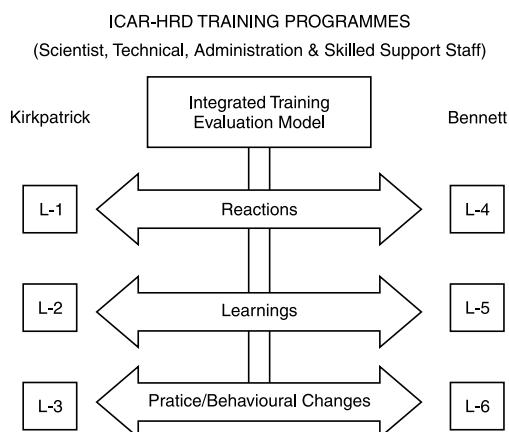 ICAR-HRD TRAINING PROGRAMMES
(Scientist, Technical, Administration & Skilled Support Staff)
Kirkpatrick
Integrated Training
Evaluation Model
Bennett
L-1
Reactions
L-4
L-2
Learnings
L-5
L-3
Pratice/Behavioural Changes
L-6